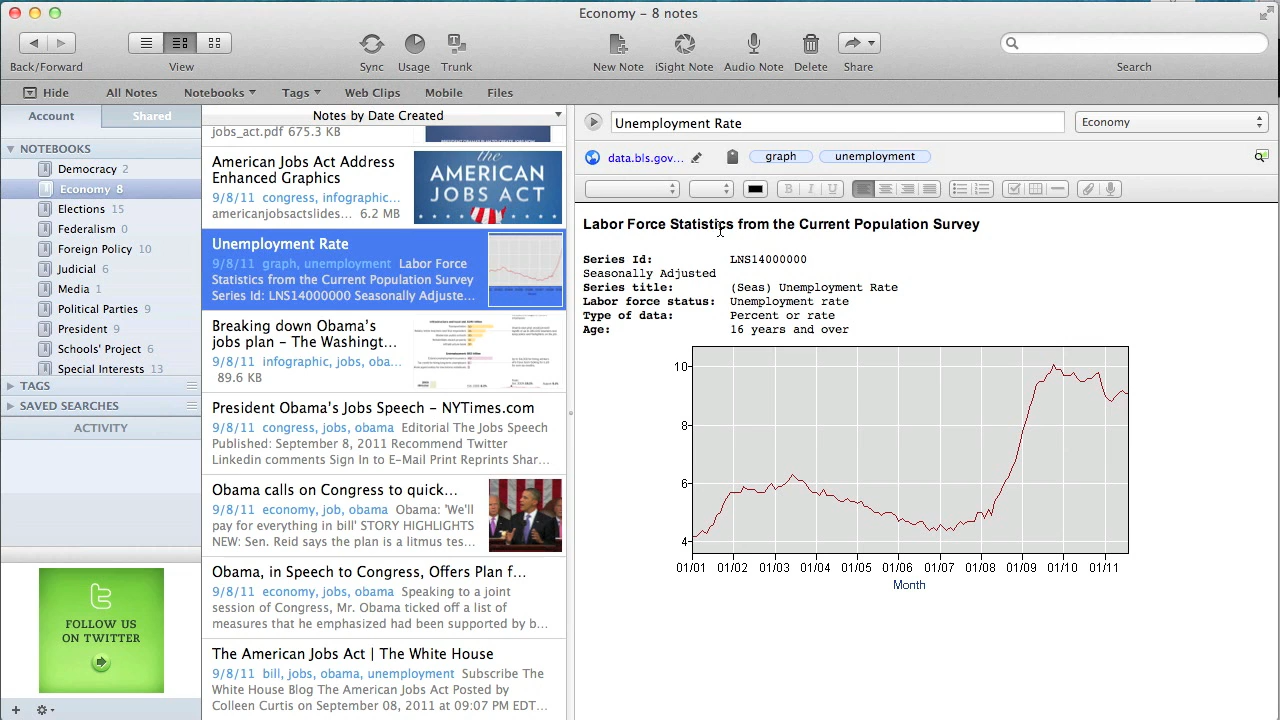 Economy – 8 notes
Back/Forward
View
Sync
Usage
Trunk
New Note
iSight Note
Audio Note
Delete
Share
Search
Hide
All Notes
Notebooks
Tags
Web Clips
Mobile
Files
Account
Shared
NOTEBOOKS
Democracy 2
Economy 8
Elections 15
Federalism 0
Foreign Policy 10
Judicial 6
Media 1
Political Parties 9
President 9
Schools' Project 6
Special Interests 13
TAGS
SAVED SEARCHES
ACTIVITY
FOLLOW US
ON TWITTER
Notes by Date Created
jobs_act.pdf 675.3 KB
American Jobs Act Address
Enhanced Graphics
9/8/11 congress, infographic...
americanjobsactslides... 6.2 MB
the
AMERICAN
JOBS ACT
Unemployment Rate
9/8/11 graph, unemployment Labor Force
Statistics from the Current Population Survey
Series Id: LNS14000000 Seasonally Adjuste...
Breaking down Obama's
jobs plan – The Washingt...
9/8/11 infographic, jobs, oba...
89.6 KB
President Obama's Jobs Speech – NYTimes.com
9/8/11 congress, jobs, obama Editorial The Jobs Speech
Published: September 8, 2011 Recommend Twitter
Linkedin comments Sign In to E-Mail Print Reprints Shar...
Obama calls on Congress to quick...
9/8/11 economy, job, obama Obama: 'We'll
pay for everything in bill' STORY HIGHLIGHTS
NEW: Sen. Reid says the plan is a litmus tes...
Obama, in Speech to Congress, Offers Plan f...
9/8/11 economy, jobs, obama Speaking to a joint
session of Congress, Mr. Obama ticked off a list of
measures that he emphasized had been supported by b...
The American Jobs Act | The White House
9/8/11 bill, jobs, obama, unemployment Subscribe The
White House Blog The American Jobs Act Posted by
Colleen Curtis on September 08, 2011 at 09:07 PM EDT...
Unemployment Rate
Economy
data.bls.gov...
graph
unemployment
B I U
Labor Force Statistics from the Current Population Survey
Series Id: LNS14000000
Seasonally Adjusted
Series title: (Seas) Unemployment Rate
Labor force status: Unemployment rate
Type of data: Percent or rate
Age: 16 years and over
10
8
6
4
01/01 01/02 01/03 01/04 01/05 01/06 01/07 01/08 01/09 01/10 01/11
Month